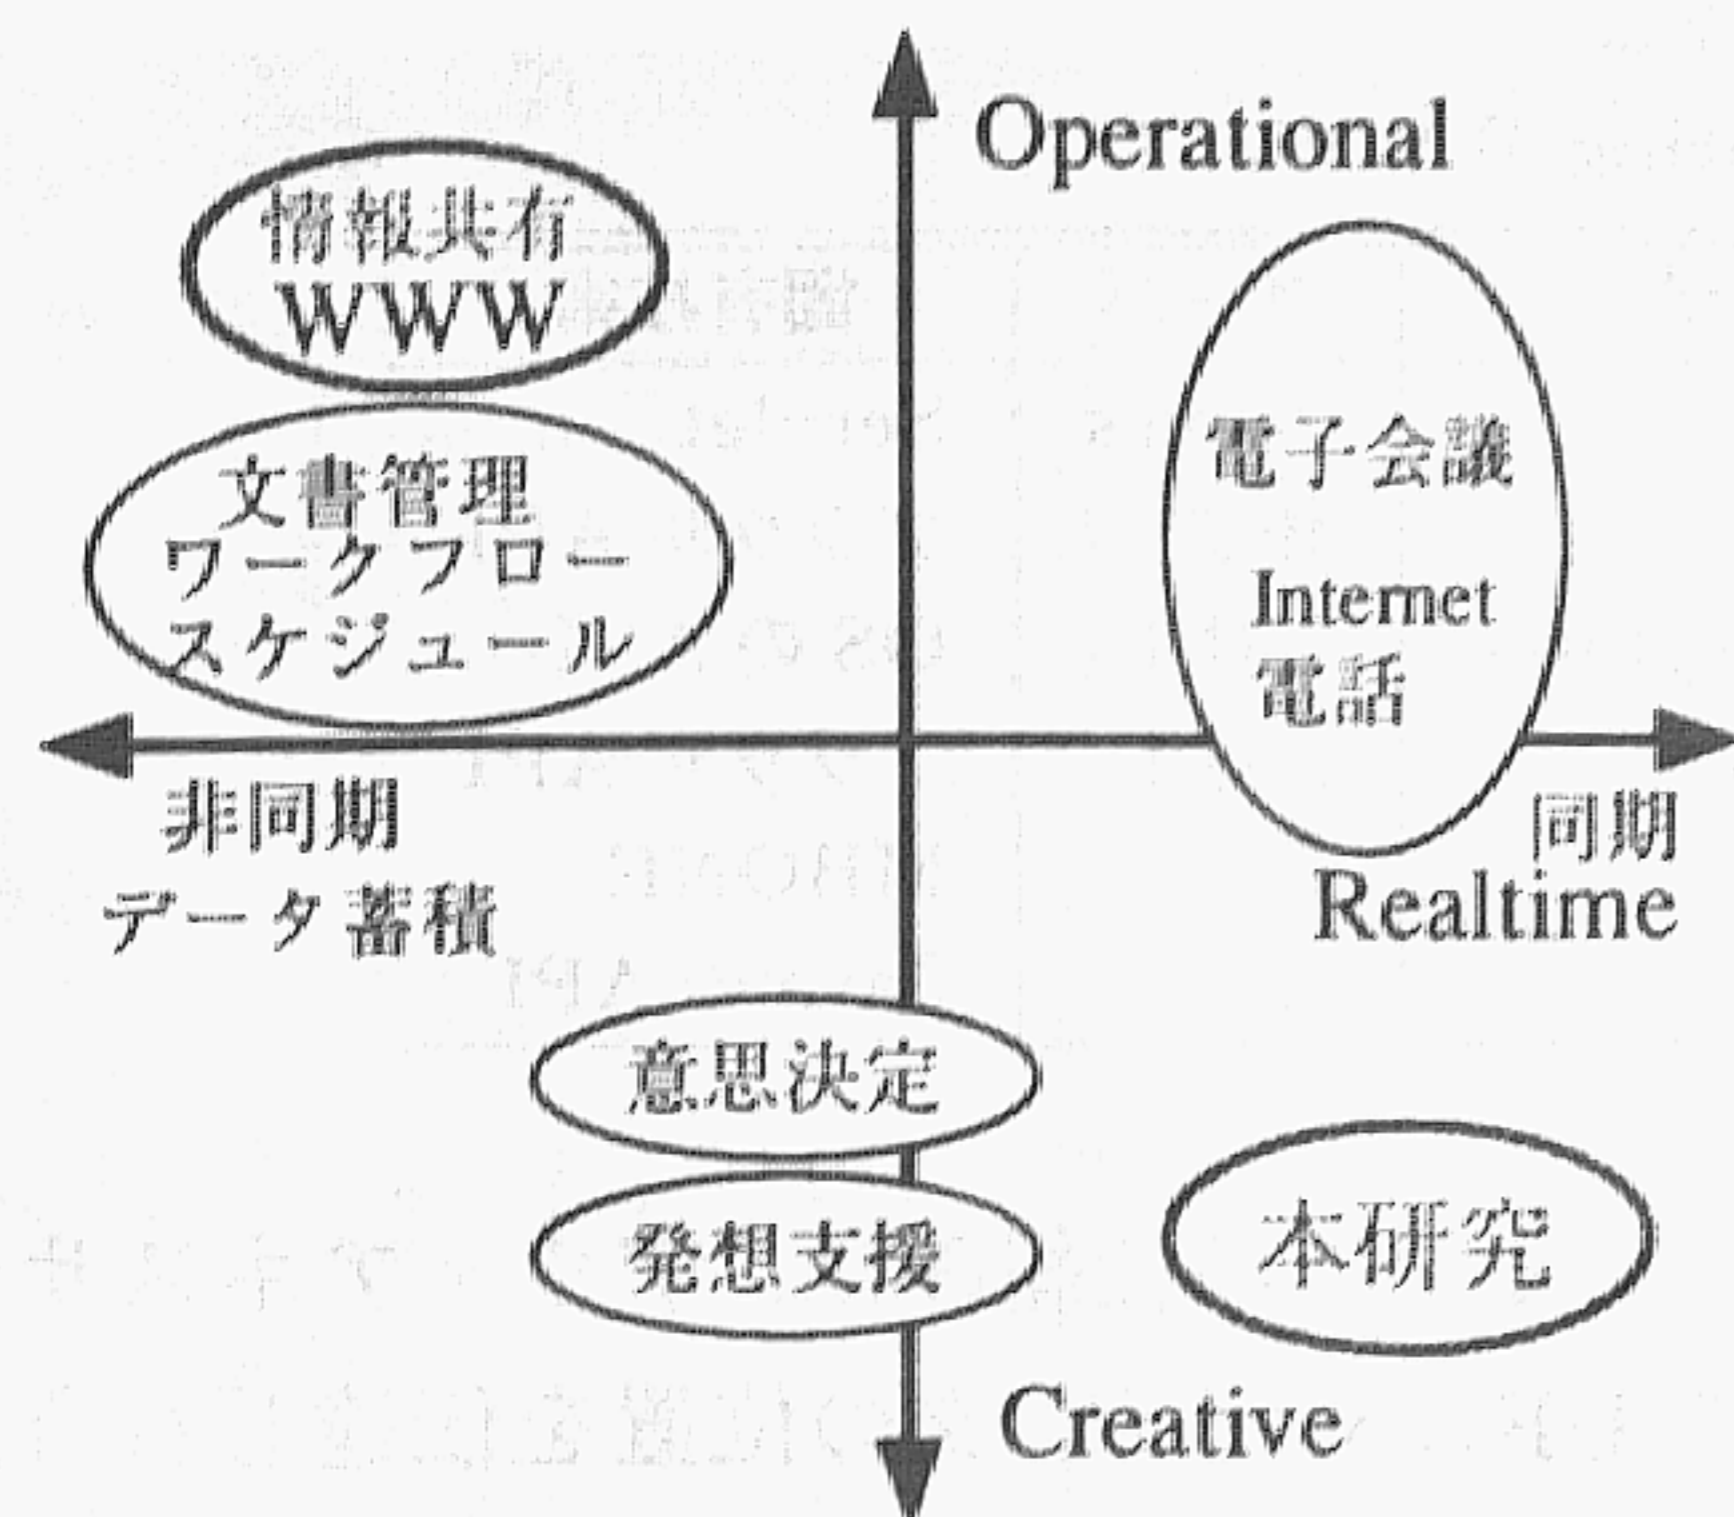 Operational
情報共有
WWW
文書管理
ワークフロー
スケジュール
電子会議
Internet
電話
非同期
データ蓄積
同期
Realtime
意思決定
発想支援
本研究
Creative